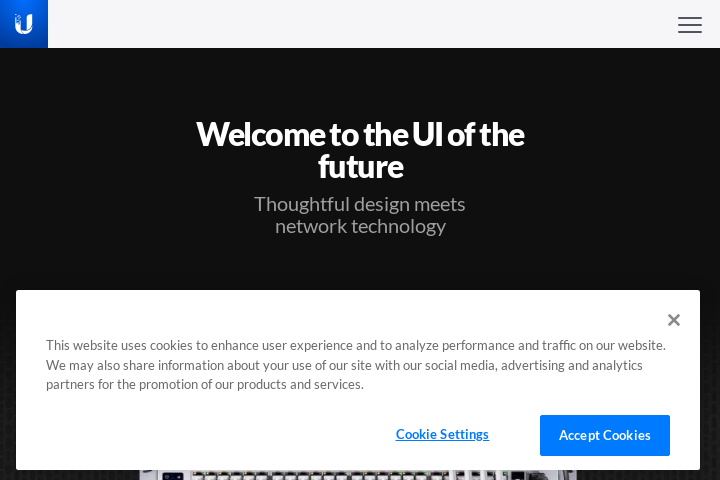 Welcome to the UI of the
future
Thoughtful design meets
network technology
This website uses cookies to enhance user experience and to analyze performance and traffic on our website.
We may also share information about your use of our site with our social media, advertising and analytics
partners for the promotion of our products and services.
Cookie Settings
Accept Cookies